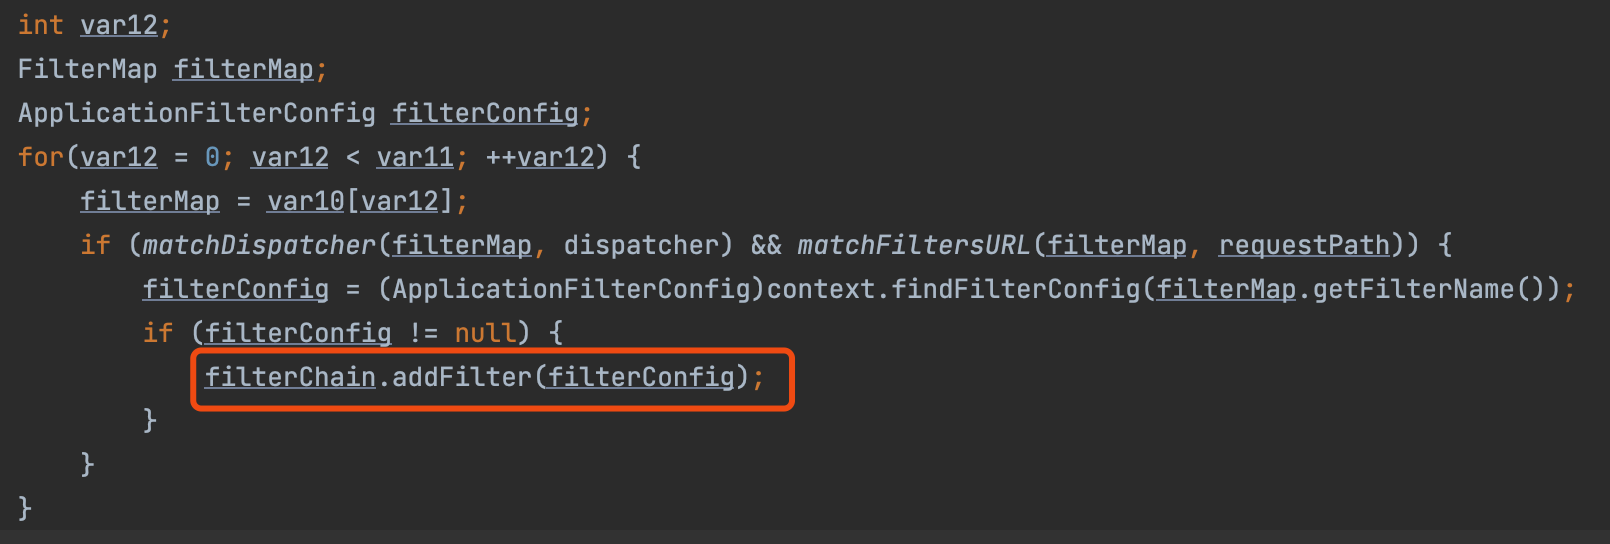 int var12;
FilterMap filterMap;
ApplicationFilterConfig filterConfig;
for(var12 = 0; var12 < var11; ++var12) {
    filterMap = var10[var12];
    if (matchDispatcher(filterMap, dispatcher) && matchFiltersURL(filterMap, requestPath)) {
        filterConfig = (ApplicationFilterConfig)context.findFilterConfig(filterMap.getFilterName());
        if (filterConfig != null) {
            filterChain.addFilter(filterConfig);
        }
    }
}